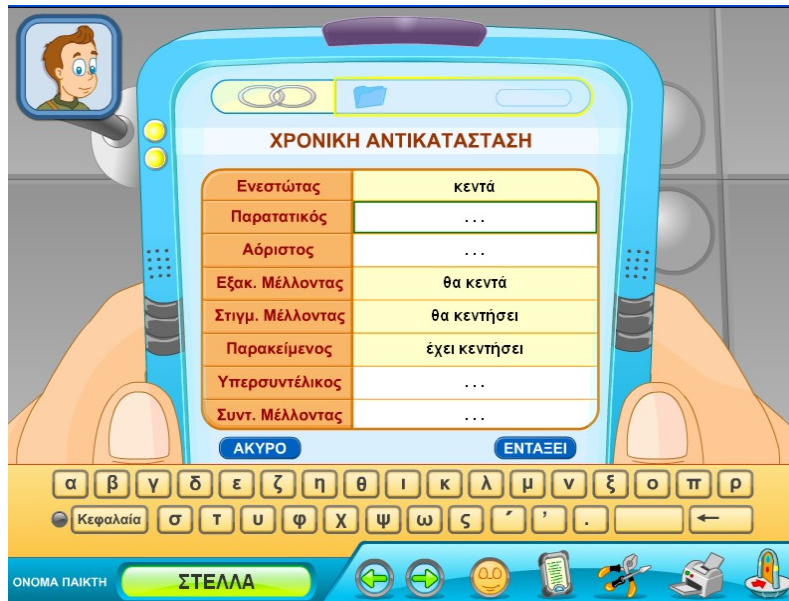 ΧΡΟΝΙΚΗ ΑΝΤΙΚΑΤΑΣΤΑΣΗ
Ενεστώτας κεντά
Παρατατικός ...
Αόριστος ...
Εξακ. Μέλλοντας θα κεντά
Στιγμ. Μέλλοντας θα κεντήσει
Παρακείμενος έχει κεντήσει
Υπερσυντέλικος ...
Συντ. Μέλλοντας ...
ΑΚΥΡΟ ΕΝΤΑΞΕΙ
α β γ δ ε ζ η θ ι κ λ μ ν ξ ο π ρ
Κεφαλαία σ τ υ φ χ ψ ω ς ΄ ’ . ←
ΟΝΟΜΑ ΠΑΙΚΤΗ ΣΤΕΛΛΑ